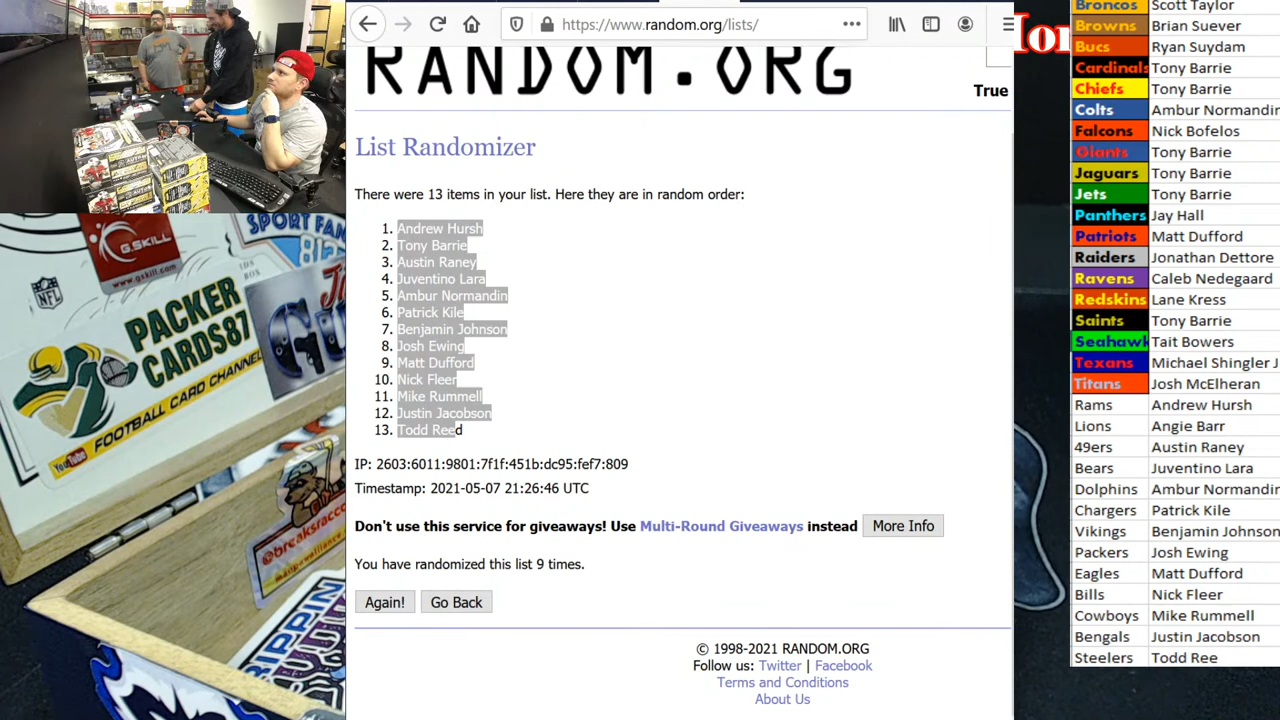 https://www.random.org/lists/
RANDOM.ORG
True
List Randomizer
There were 13 items in your list. Here they are in random order:
1. Andrew Hursh
2. Tony Barrie
3. Austin Raney
4. Juventino Lara
5. Ambur Normandin
6. Patrick Kile
7. Benjamin Johnson
8. Josh Ewing
9. Matt Dufford
10. Nick Fleer
11. Mike Rummell
12. Justin Jacobson
13. Todd Reed
IP: 2603:6011:9801:7f1f:451b:dc95:fef7:809
Timestamp: 2021-05-07 21:26:46 UTC
Don't use this service for giveaways! Use Multi-Round Giveaways instead
More Info
You have randomized this list 9 times.
Again!
Go Back
© 1998-2021 RANDOM.ORG
Follow us: Twitter | Facebook
Terms and Conditions
About Us
Broncos Scott Taylor
Browns Brian Suever
Bucs Ryan Suydam
Cardinals Tony Barrie
Chiefs Tony Barrie
Colts Ambur Normandin
Falcons Nick Bofelos
Giants Tony Barrie
Jaguars Tony Barrie
Jets Tony Barrie
Panthers Jay Hall
Patriots Matt Dufford
Raiders Jonathan Dettore
Ravens Caleb Nedegaard
Redskins Lane Kress
Saints Tony Barrie
Seahawk Tait Bowers
Texans Michael Shingler J
Titans Josh McElheran
Rams Andrew Hursh
Lions Angie Barr
49ers Austin Raney
Bears Juventino Lara
Dolphins Ambur Normandin
Chargers Patrick Kile
Vikings Benjamin Johnson
Packers Josh Ewing
Eagles Matt Dufford
Bills Nick Fleer
Cowboys Mike Rummell
Bengals Justin Jacobson
Steelers Todd Ree
G.SKILL
www.gskill.com
SPORT FAN
NFL
PACKER
CARDS87
FOOTBALL CARD CHANNEL
YouTube